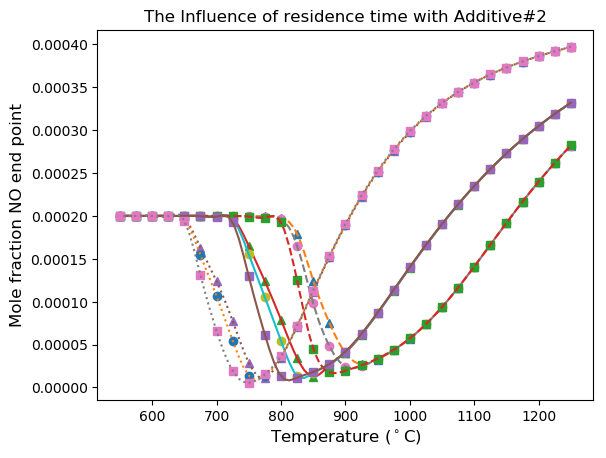 The Influence of residence time with Additive#2
Mole fraction NO end point
0.00040
0.00035
0.00030
0.00025
0.00020
0.00015
0.00010
0.00005
0.00000
600 700 800 900 1000 1100 1200
Temperature (°C)